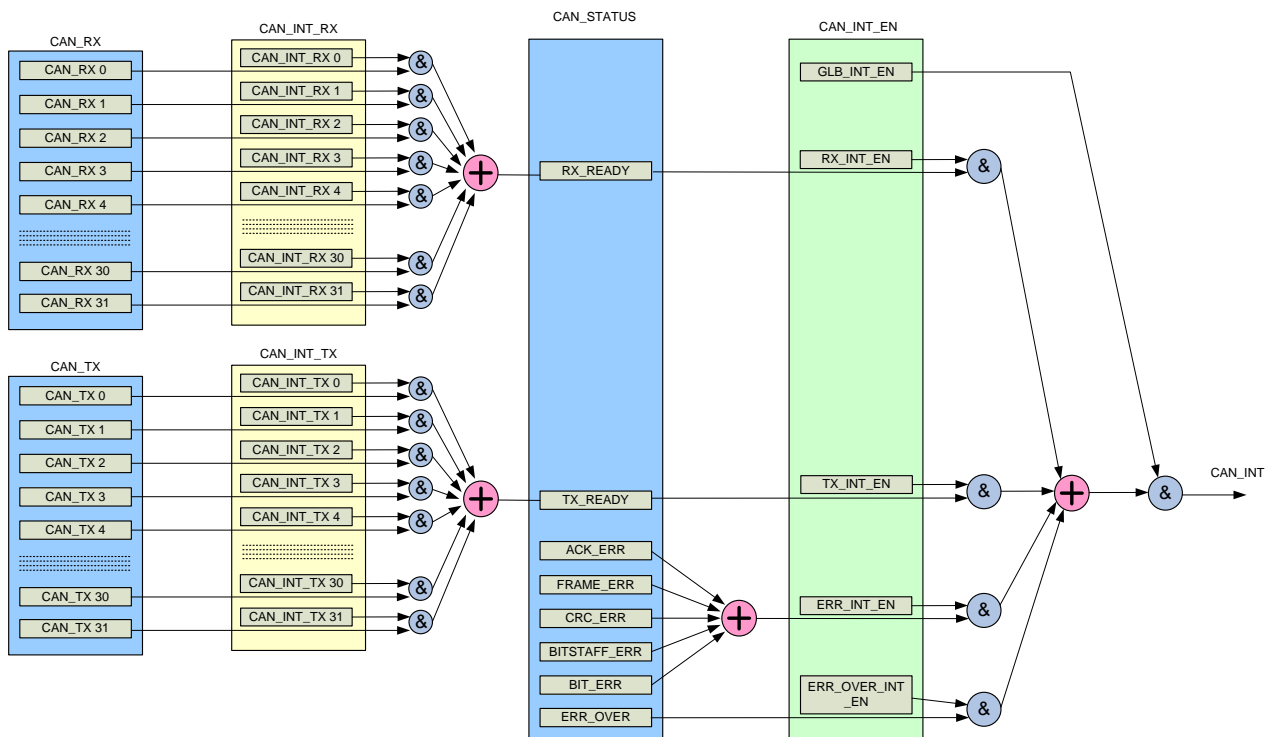 CAN_STATUS
CAN_INT_EN
CAN_RX
CAN_INT_RX
CAN_RX 0
CAN_RX 1
CAN_RX 2
CAN_RX 3
CAN_RX 4
CAN_RX 30
CAN_RX 31
CAN_INT_RX 0
CAN_INT_RX 1
CAN_INT_RX 2
CAN_INT_RX 3
CAN_INT_RX 4
CAN_INT_RX 30
CAN_INT_RX 31
&
&
&
&
&
&
&
+
CAN_TX
CAN_INT_TX
CAN_TX 0
CAN_TX 1
CAN_TX 2
CAN_TX 3
CAN_TX 4
CAN_TX 30
CAN_TX 31
CAN_INT_TX 0
CAN_INT_TX 1
CAN_INT_TX 2
CAN_INT_TX 3
CAN_INT_TX 4
CAN_INT_TX 30
CAN_INT_TX 31
&
&
&
&
&
&
&
+
RX_READY
TX_READY
ACK_ERR
FRAME_ERR
CRC_ERR
BITSTAFF_ERR
BIT_ERR
ERR_OVER
+
GLB_INT_EN
RX_INT_EN
TX_INT_EN
ERR_INT_EN
ERR_OVER_INT
_EN
&
&
&
&
+
&
CAN_INT